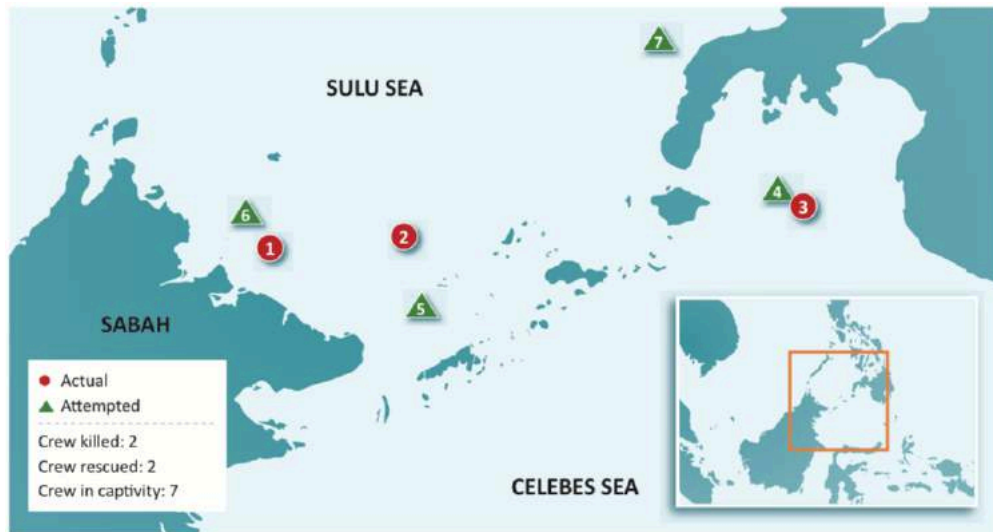 7
SULU SEA
4
3
6
2
1
5
SABAH
Actual
Attempted
Crew killed: 2
Crew rescued: 2
Crew in captivity: 7
CELEBES SEA